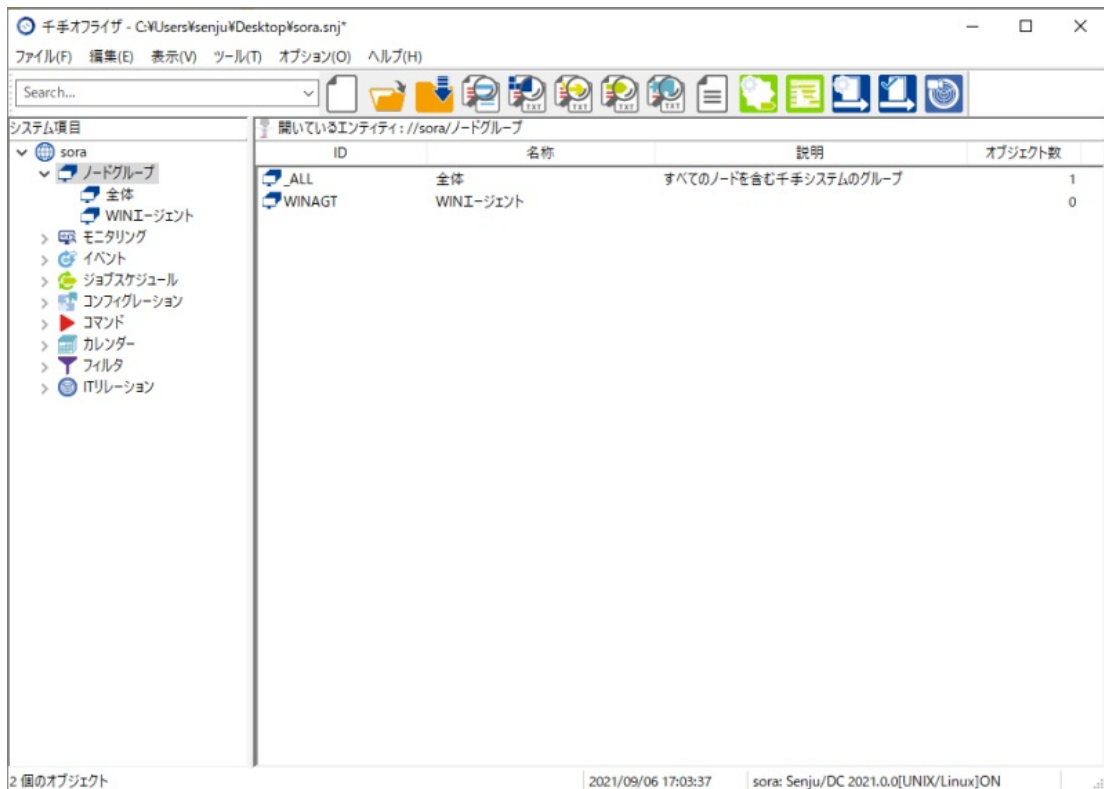 千手オフライザ - C:¥Users¥senju¥Desktop¥sora.snj*
ファイル(F) 編集(E) 表示(V) ツール(T) オプション(O) ヘルプ(H)
Search...
TXT TXT TXT TXT
システム項目
開いているエンティティ : //sora/ノードグループ
sora
ノードグループ
全体
WINエージェント
モニタリング
イベント
ジョブスケジュール
コンフィグレーション
コマンド
カレンダー
フィルタ
ITリレーション
ID 名称 説明 オブジェクト数
_ALL 全体 すべてのノードを含む千手システムのグループ 1
WINAGT WINエージェント 0
2 個のオブジェクト 2021/09/06 17:03:37 sora: Senju/DC 2021.0.0[UNIX/Linux]ON